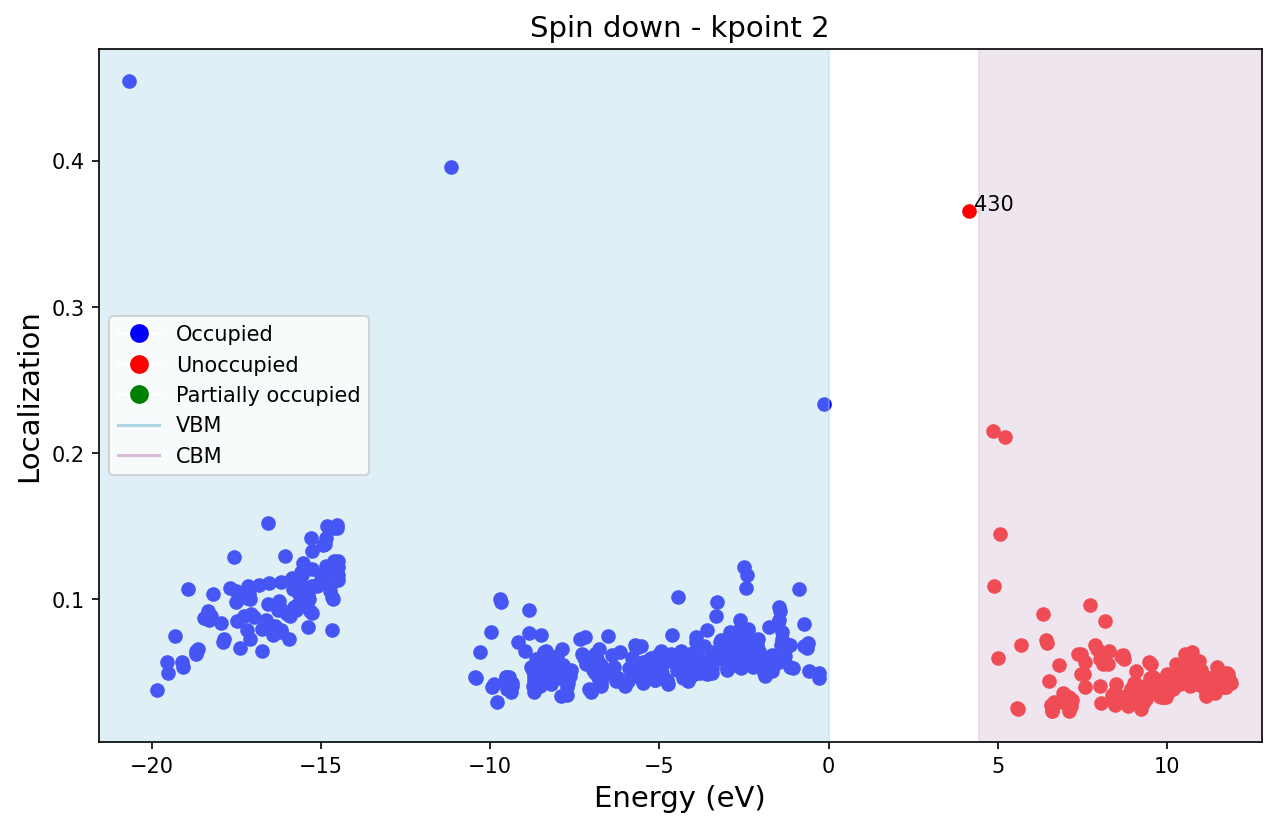 Spin down - kpoint 2
Localization
0.4
0.3
0.2
0.1
430
Occupied
Unoccupied
Partially occupied
VBM
CBM
−20
−15
−10
−5
0
5
10
Energy (eV)